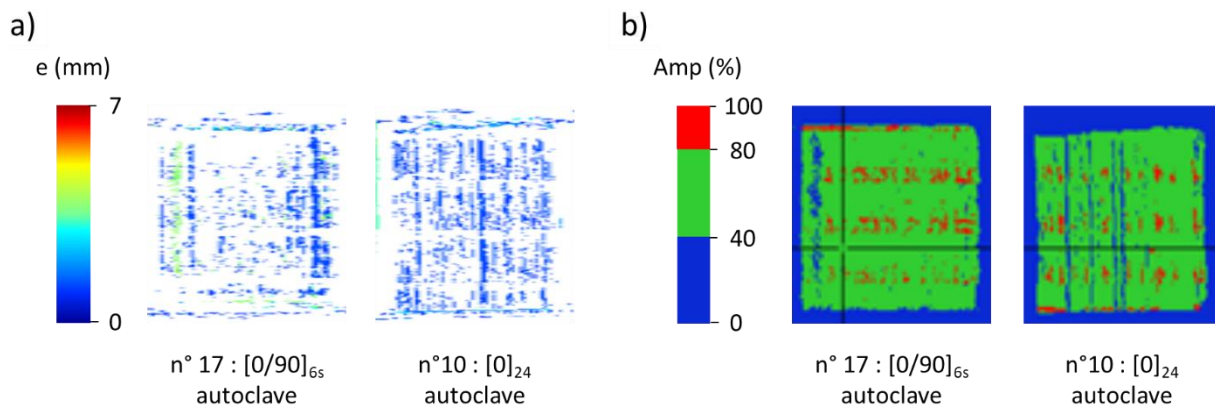 a)
e (mm)
7
0
n° 17 : [0/90]6s
autoclave
n°10 : [0]24
autoclave
b)
Amp (%)
100
80
40
0
n° 17 : [0/90]6s
autoclave
n°10 : [0]24
autoclave